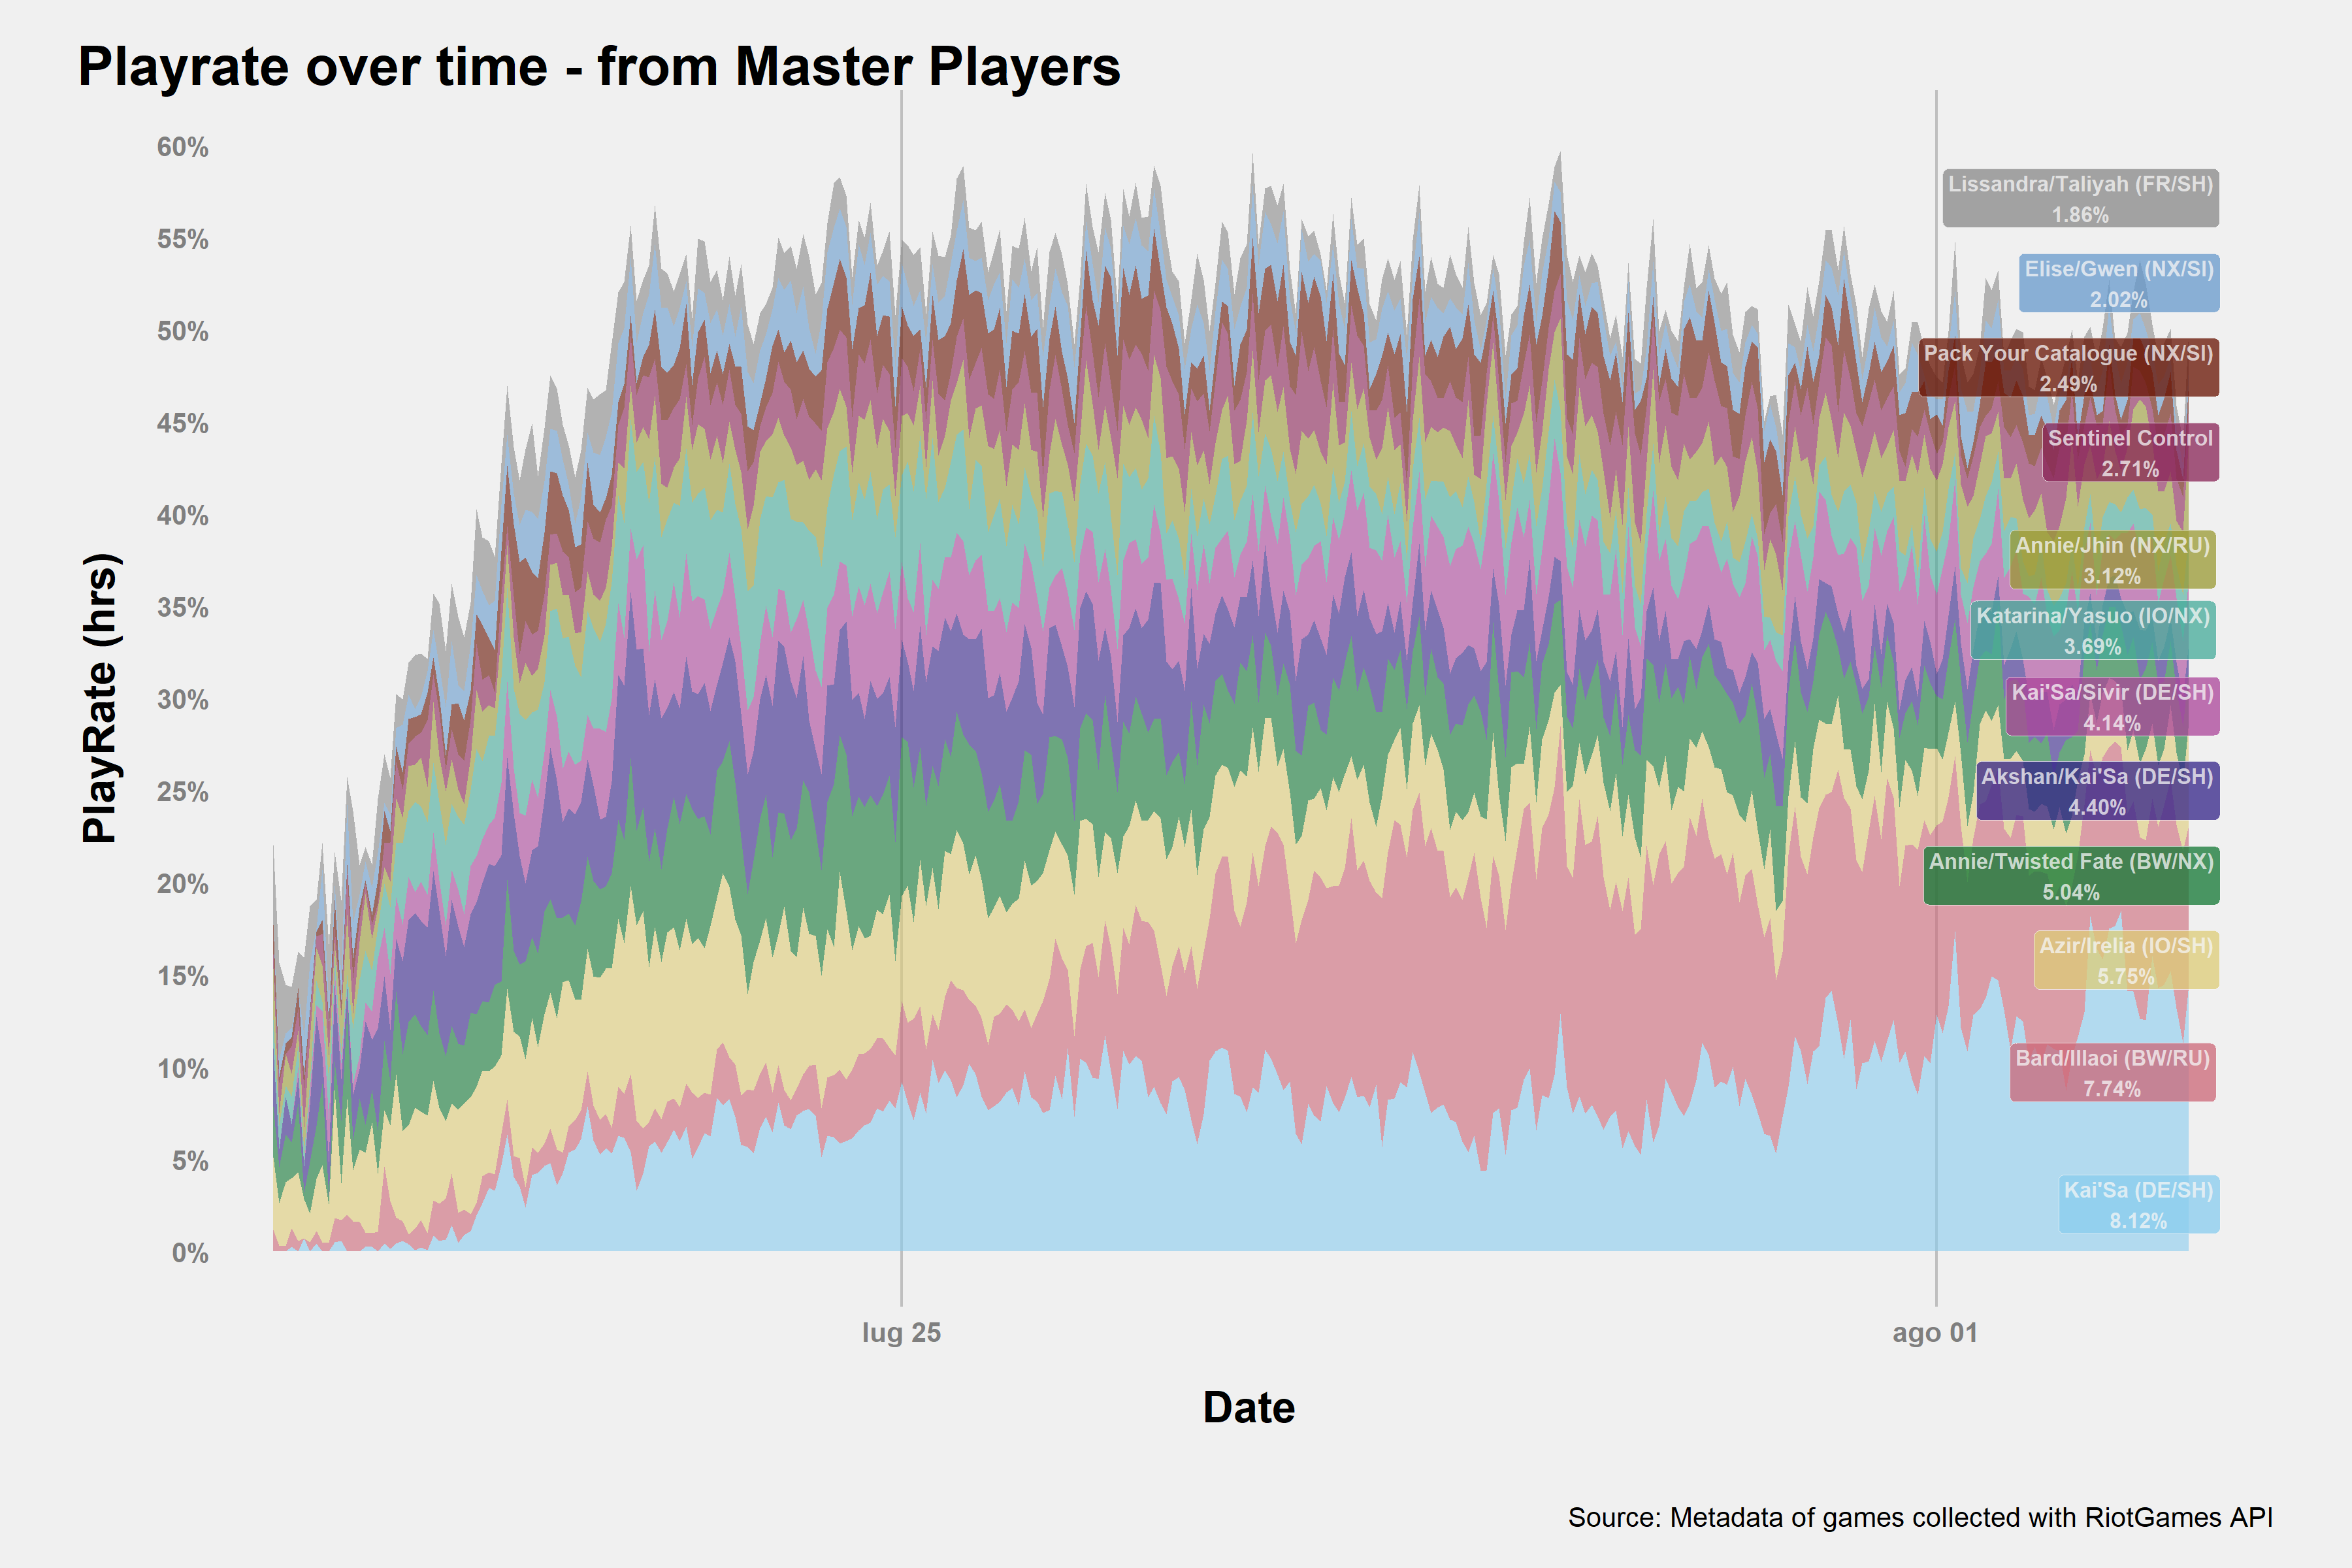 Playrate over time - from Master Players
60%
55%
50%
45%
40%
35%
30%
25%
20%
15%
10%
5%
0%
PlayRate (hrs)
Lissandra/Taliyah (FR/SH)
1.86%
Elise/Gwen (NX/SI)
2.02%
Pack Your Catalogue (NX/SI)
2.49%
Sentinel Control
2.71%
Annie/Jhin (NX/RU)
3.12%
Katarina/Yasuo (IO/NX)
3.69%
Kai'Sa/Sivir (DE/SH)
4.14%
Akshan/Kai'Sa (DE/SH)
4.40%
Annie/Twisted Fate (BW/NX)
5.04%
Azir/Irelia (IO/SH)
5.75%
Bard/Illaoi (BW/RU)
7.74%
Kai'Sa (DE/SH)
8.12%
lug 25
ago 01
Date
Source: Metadata of games collected with RiotGames API